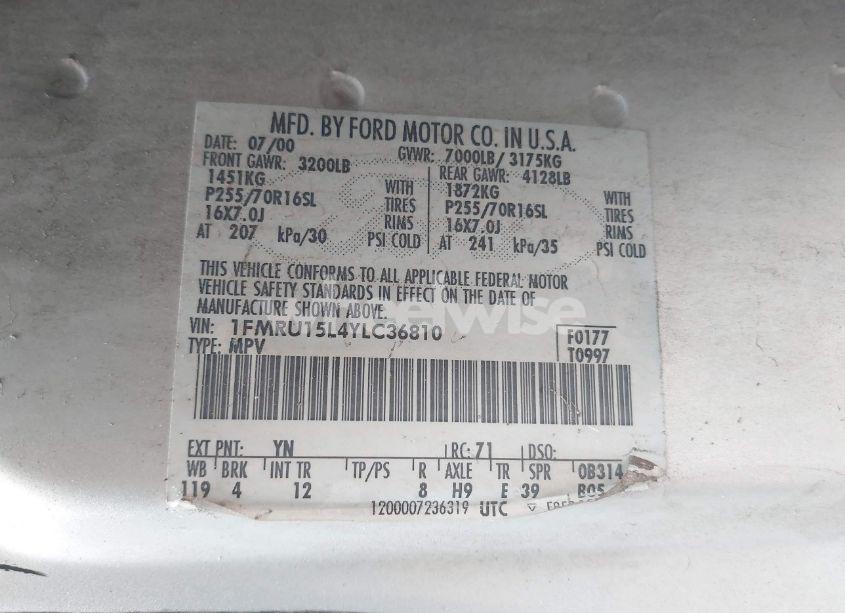 MFD. BY FORD MOTOR CO. IN U.S.A.
DATE: 07/00 GVWR: 7000LB/ 3175KG
FRONT GAWR: 3200LB REAR GAWR: 4128LB
1451KG WITH 1872KG WITH
P255/70R16SL TIRES P255/70R16SL TIRES
16X7.0J RIMS 16X7.0J RIMS
AT 207 kPa/30 PSI COLD AT 241 kPa/35 PSI COLD
THIS VEHICLE CONFORMS TO ALL APPLICABLE FEDERAL MOTOR
VEHICLE SAFETY STANDARDS IN EFFECT ON THE DATE OF
MANUFACTURE SHOWN ABOVE.
VIN: 1FMRU15L4YLC36810 F0177
TYPE: MPV T0997
EXT PNT: YN RC: 71 DSO:
WB BRK INT TR TP/PS R AXLE TR SPR 0B314
119 4 12 8 H9 E 39 B05
1200007236319 UTC